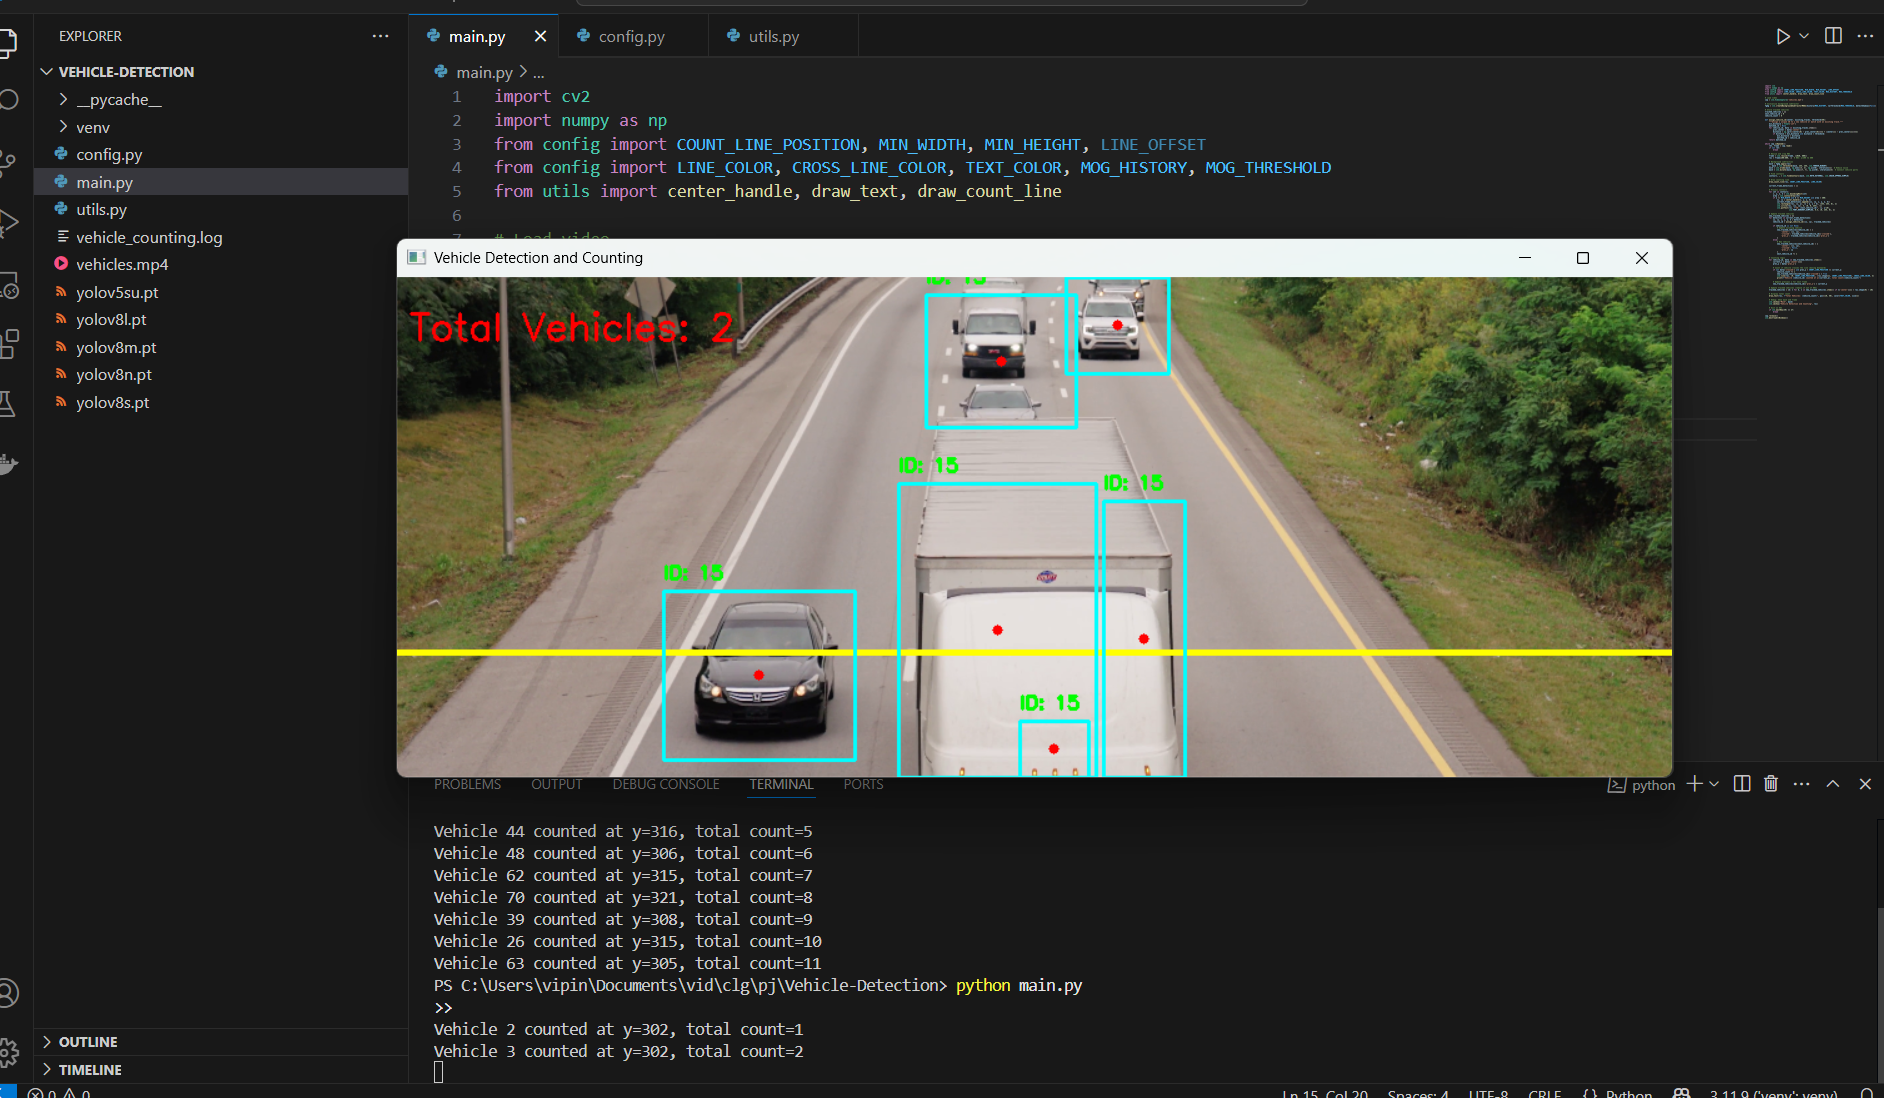 EXPLORER
VEHICLE-DETECTION
__pycache__
venv
config.py
main.py
utils.py
vehicle_counting.log
vehicles.mp4
yolov5su.pt
yolov8l.pt
yolov8m.pt
yolov8n.pt
yolov8s.pt
OUTLINE
TIMELINE
main.py
config.py
utils.py
main.py > ...
1 import cv2
2 import numpy as np
3 from config import COUNT_LINE_POSITION, MIN_WIDTH, MIN_HEIGHT, LINE_OFFSET
4 from config import LINE_COLOR, CROSS_LINE_COLOR, TEXT_COLOR, MOG_HISTORY, MOG_THRESHOLD
5 from utils import center_handle, draw_text, draw_count_line
6
7 # Load video
Vehicle Detection and Counting
Total Vehicles: 2
ID: 15
ID: 15
ID: 15
ID: 15
ID: 15
UTILITY
PROBLEMS
OUTPUT
DEBUG CONSOLE
TERMINAL
PORTS
python
Vehicle 44 counted at y=316, total count=5
Vehicle 48 counted at y=306, total count=6
Vehicle 62 counted at y=315, total count=7
Vehicle 70 counted at y=321, total count=8
Vehicle 39 counted at y=308, total count=9
Vehicle 26 counted at y=315, total count=10
Vehicle 63 counted at y=305, total count=11
PS C:\Users\vipin\Documents\vid\clg\pj\Vehicle-Detection> python main.py
>>
Vehicle 2 counted at y=302, total count=1
Vehicle 3 counted at y=302, total count=2
0 0
Ln 15, Col 20
Spaces: 4
UTF-8
CRLF
{} Python
3.11.9 ('venv': venv)